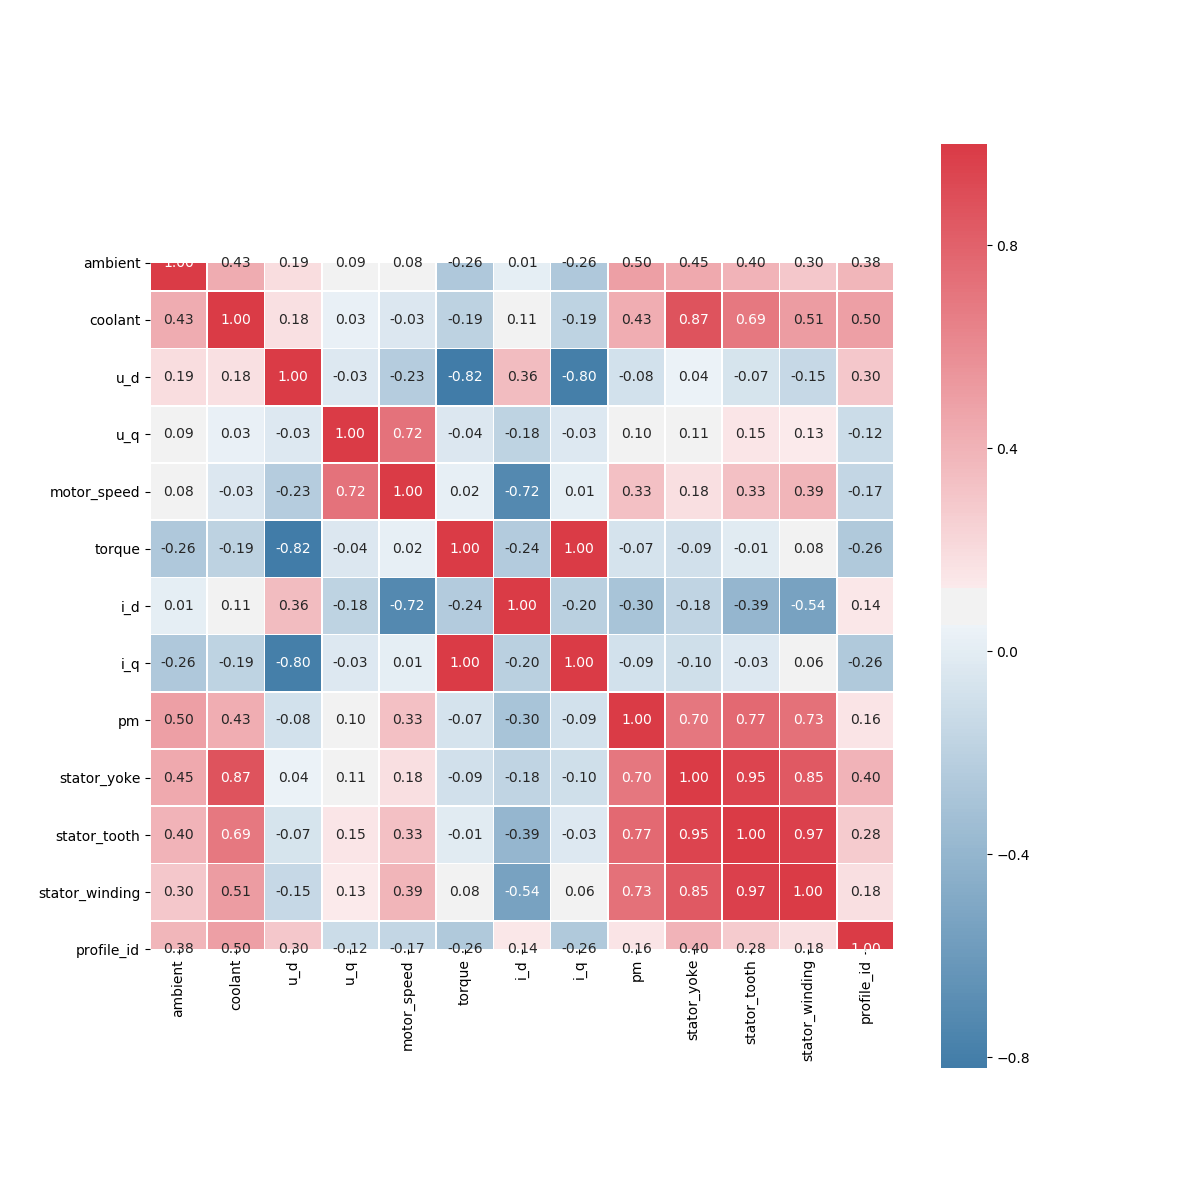 ambient 1.00 0.43 0.19 0.09 0.08 -0.26 0.01 -0.26 0.50 0.45 0.40 0.30 0.38
coolant 0.43 1.00 0.18 0.03 -0.03 -0.19 0.11 -0.19 0.43 0.87 0.69 0.51 0.50
u_d 0.19 0.18 1.00 -0.03 -0.23 -0.82 0.36 -0.80 -0.08 0.04 -0.07 -0.15 0.30
u_q 0.09 0.03 -0.03 1.00 0.72 -0.04 -0.18 -0.03 0.10 0.11 0.15 0.13 -0.12
motor_speed 0.08 -0.03 -0.23 0.72 1.00 0.02 -0.72 0.01 0.33 0.18 0.33 0.39 -0.17
torque -0.26 -0.19 -0.82 -0.04 0.02 1.00 -0.24 1.00 -0.07 -0.09 -0.01 0.08 -0.26
i_d 0.01 0.11 0.36 -0.18 -0.72 -0.24 1.00 -0.20 -0.30 -0.18 -0.39 -0.54 0.14
i_q -0.26 -0.19 -0.80 -0.03 0.01 1.00 -0.20 1.00 -0.09 -0.10 -0.03 0.06 -0.26
pm 0.50 0.43 -0.08 0.10 0.33 -0.07 -0.30 -0.09 1.00 0.70 0.77 0.73 0.16
stator_yoke 0.45 0.87 0.04 0.11 0.18 -0.09 -0.18 -0.10 0.70 1.00 0.95 0.85 0.40
stator_tooth 0.40 0.69 -0.07 0.15 0.33 -0.01 -0.39 -0.03 0.77 0.95 1.00 0.97 0.28
stator_winding 0.30 0.51 -0.15 0.13 0.39 0.08 -0.54 0.06 0.73 0.85 0.97 1.00 0.18
profile_id 0.38 0.50 0.30 -0.12 -0.17 -0.26 0.14 -0.26 0.16 0.40 0.28 0.18 1.00
ambient
coolant
u_d
u_q
motor_speed
torque
i_d
i_q
pm
stator_yoke
stator_tooth
stator_winding
profile_id
0.8
0.4
0.0
−0.4
−0.8